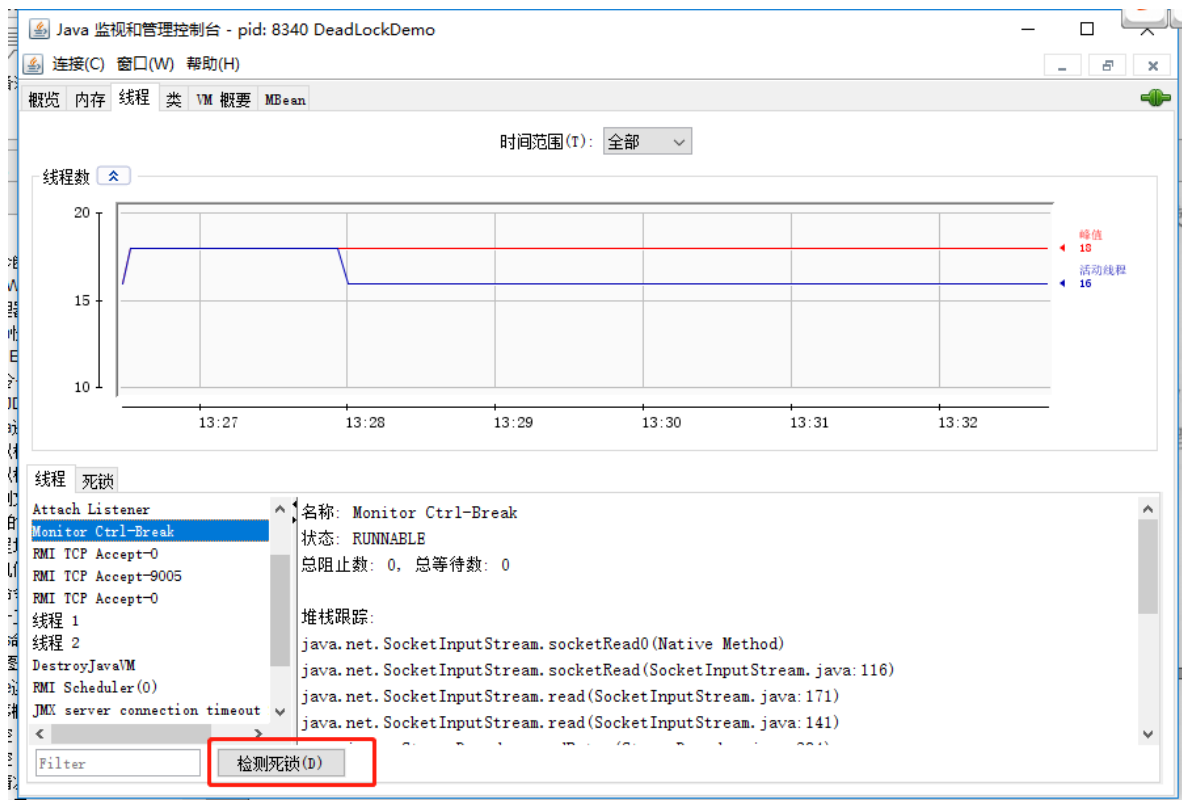 Java 监视和管理控制台 - pid: 8340 DeadLockDemo
连接(C) 窗口(W) 帮助(H)
概览 内存 线程 类 VM 概要 MBean
时间范围(T): 全部
线程数
20
15
10
峰值
18
活动线程
16
13:27 13:28 13:29 13:30 13:31 13:32
线程 死锁
Attach Listener
Monitor Ctrl-Break
RMI TCP Accept-0
RMI TCP Accept-9005
RMI TCP Accept-0
线程 1
线程 2
DestroyJavaVM
RMI Scheduler(0)
JMX server connection timeout
Filter
检测死锁(D)
名称: Monitor Ctrl-Break
状态: RUNNABLE
总阻止数: 0, 总等待数: 0
堆栈跟踪:
java.net.SocketInputStream.socketRead0(Native Method)
java.net.SocketInputStream.socketRead(SocketInputStream.java:116)
java.net.SocketInputStream.read(SocketInputStream.java:171)
java.net.SocketInputStream.read(SocketInputStream.java:141)